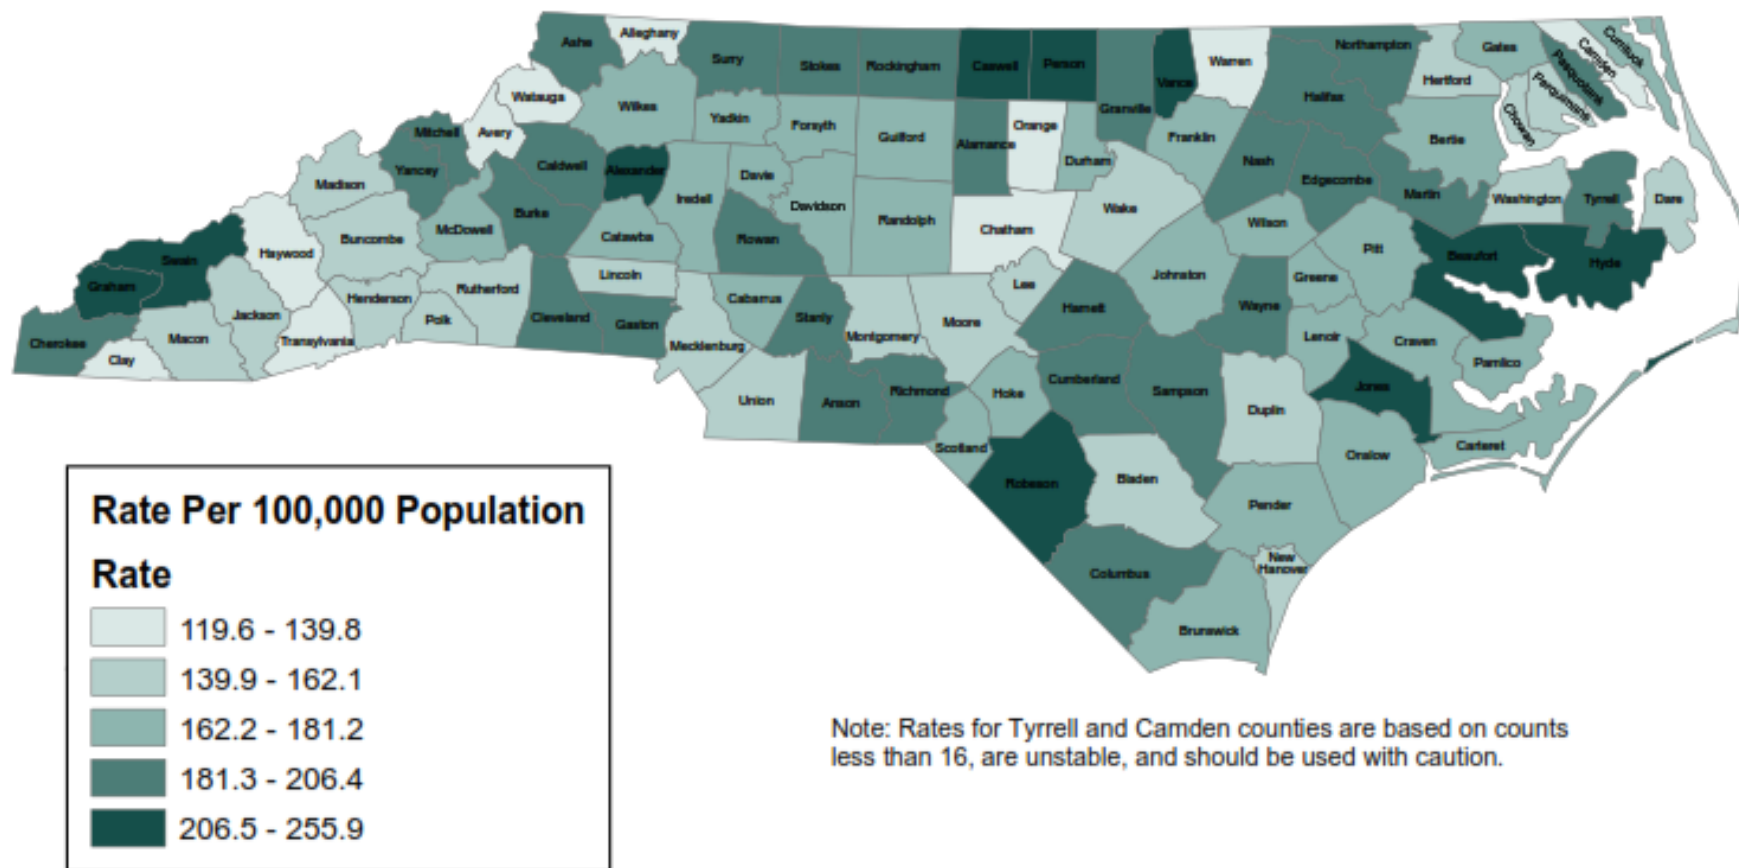 Alleghany
Ashe
Surry
Stokes
Rockingham
Caswell
Person
Vance
Warren
Northampton
Gates
Currituck
Camden
Pasquotank
Perquimans
Chowan
Hertford
Halifax
Granville
Watauga
Wilkes
Yadkin
Forsyth
Guilford
Alamance
Orange
Durham
Franklin
Bertie
Mitchell
Avery
Yancey
Caldwell
Alexander
Iredell
Davie
Nash
Edgecombe
Martin
Washington
Tyrrell
Dare
Madison
Burke
McDowell
Buncombe
Catawba
Rowan
Davidson
Randolph
Chatham
Wake
Wilson
Pitt
Beaufort
Hyde
Swain
Haywood
Graham
Jackson
Henderson
Rutherford
Polk
Lincoln
Cleveland
Gaston
Cabarrus
Stanly
Montgomery
Moore
Lee
Harnett
Johnston
Wayne
Greene
Lenoir
Craven
Pamlico
Cherokee
Clay
Macon
Transylvania
Mecklenburg
Union
Anson
Richmond
Hoke
Scotland
Cumberland
Sampson
Duplin
Jones
Onslow
Carteret
Robeson
Bladen
Pender
New
Hanover
Columbus
Brunswick
Rate Per 100,000 Population
Rate
119.6 - 139.8
139.9 - 162.1
162.2 - 181.2
181.3 - 206.4
206.5 - 255.9
Note: Rates for Tyrrell and Camden counties are based on counts
less than 16, are unstable, and should be used with caution.